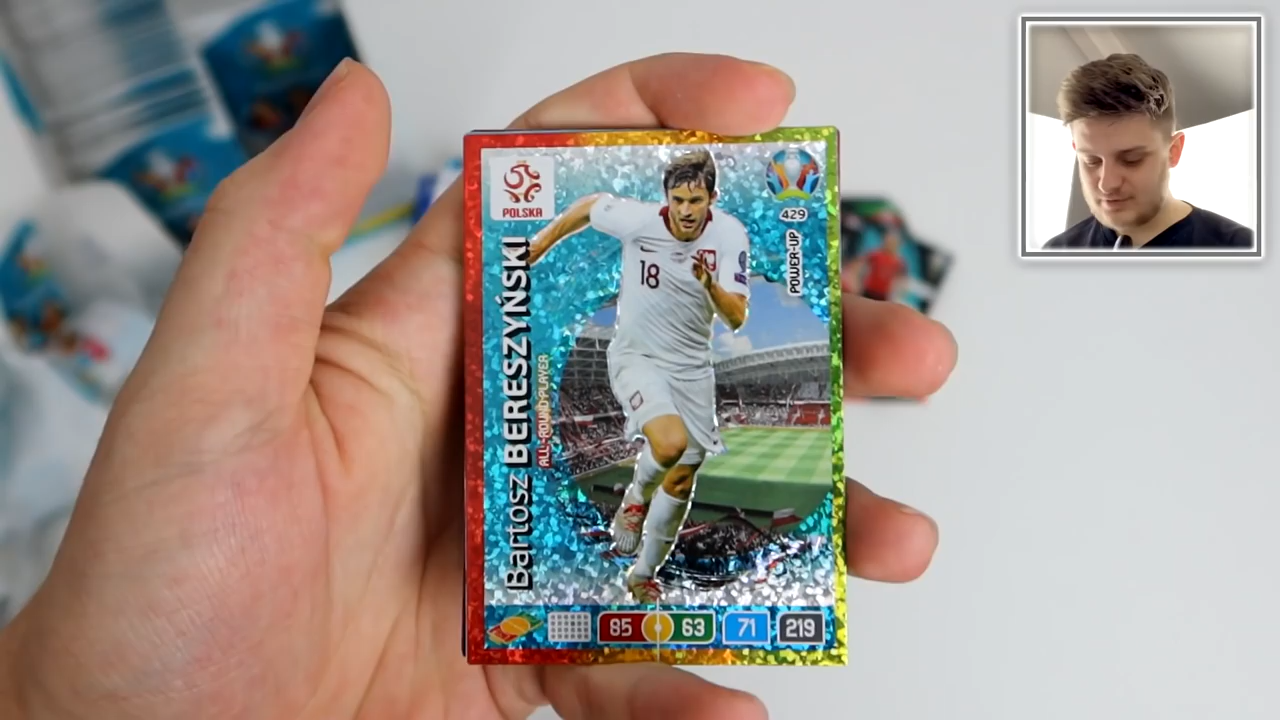 POLSKA
429
POWER-UP
Bartosz BERESZYŃSKI
ALL-ROUND PLAYER
18
85 63 71 219